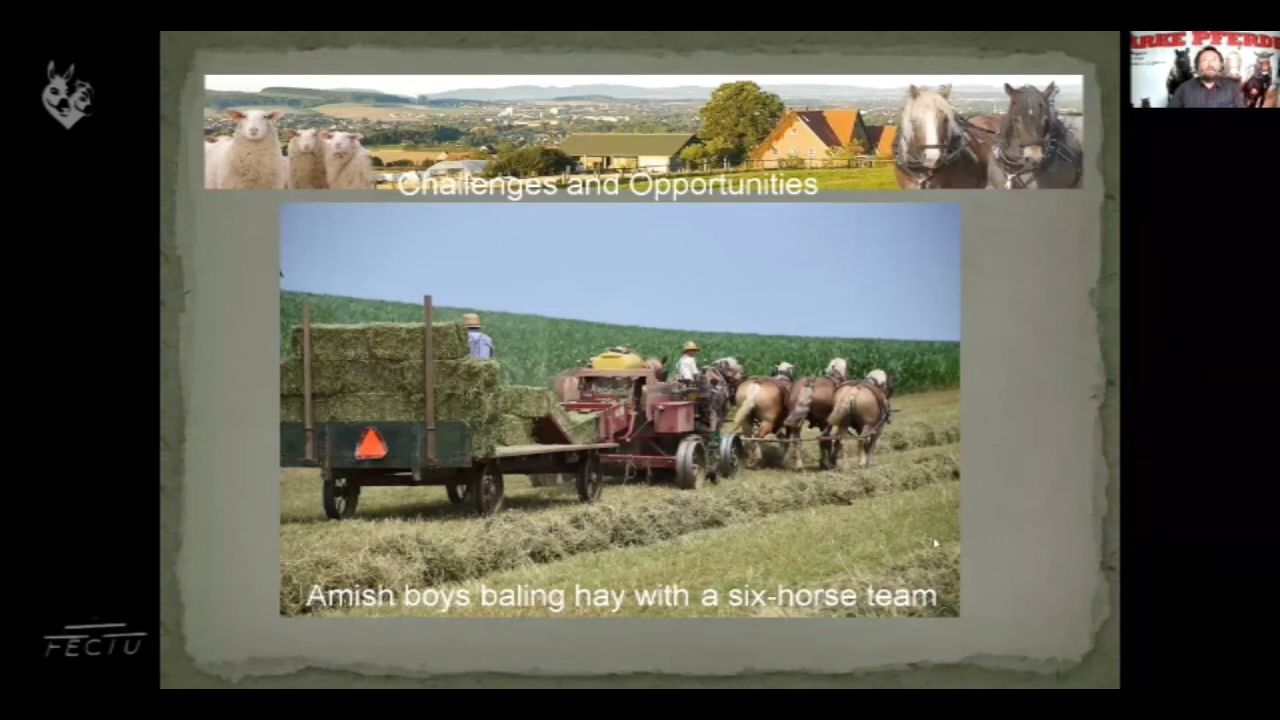 Challenges and Opportunities
Amish boys baling hay with a six-horse team
FECTU